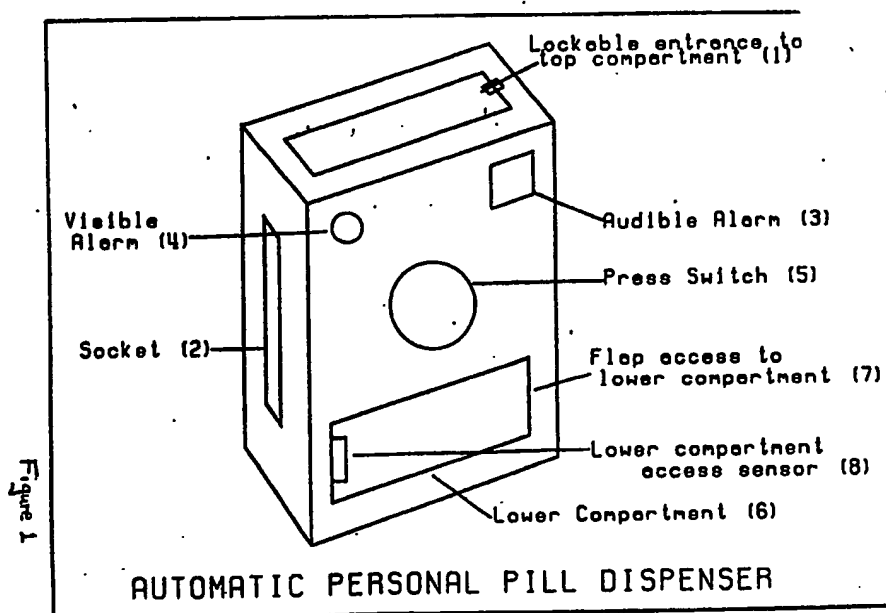 Lockable entrance to
top compartment (1)
Visible
Alarm (4)
Audible Alarm (3)
Press Switch (5)
Socket (2)
Flap access to
lower compartment (7)
Lower compartment
access sensor (8)
Lower Compartment (6)
Figure 1
AUTOMATIC PERSONAL PILL DISPENSER